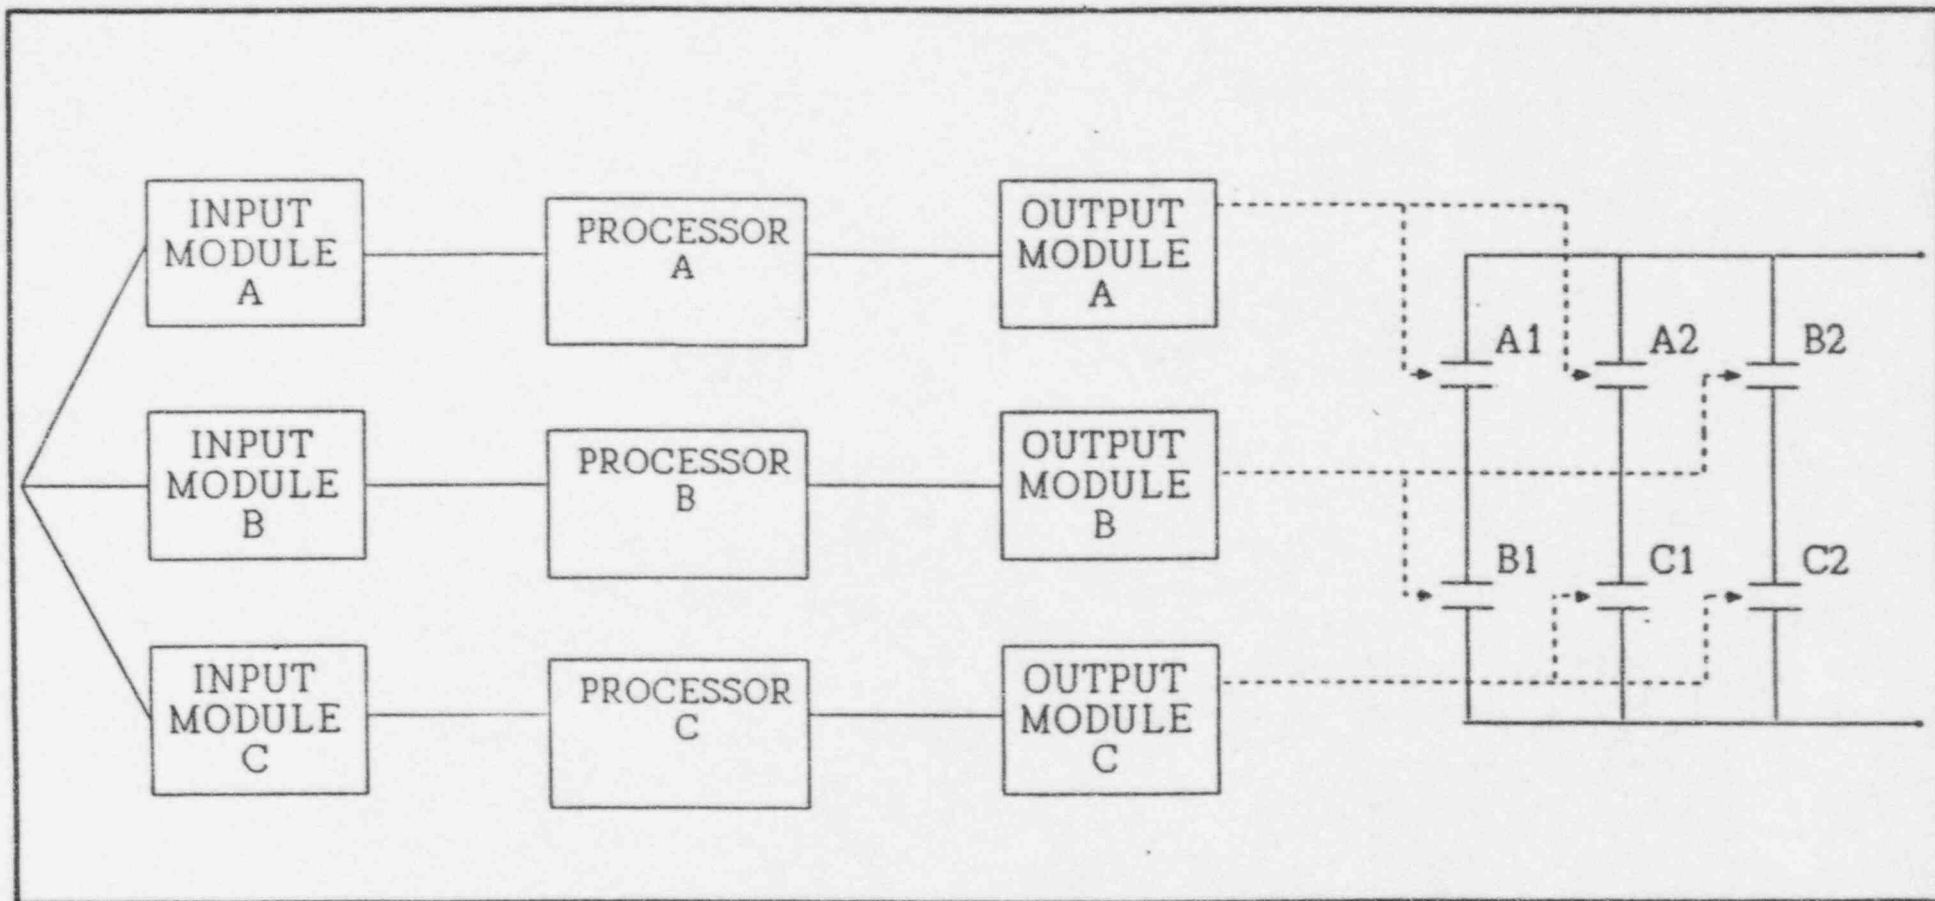 INPUT
MODULE
A
PROCESSOR
A
OUTPUT
MODULE
A
A1
A2
B2
INPUT
MODULE
B
PROCESSOR
B
OUTPUT
MODULE
B
B1
C1
C2
INPUT
MODULE
C
PROCESSOR
C
OUTPUT
MODULE
C